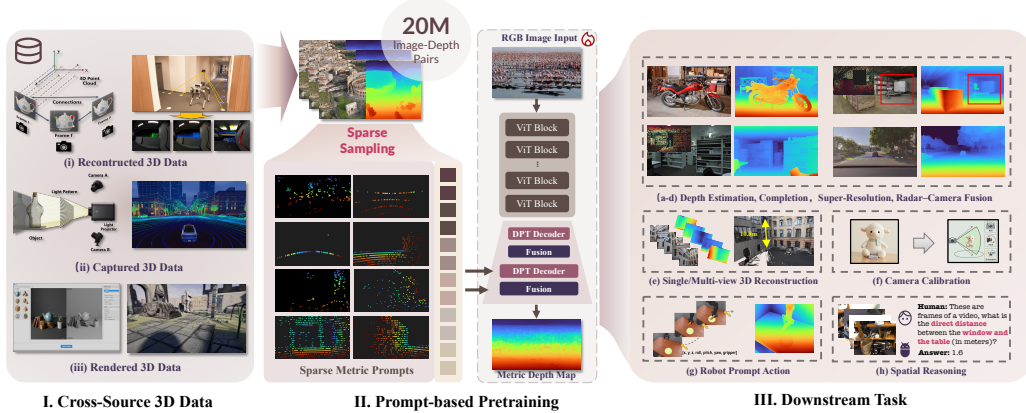 3D Point Cloud
Connections
Frame F
(i) Reconstructed 3D Data
Camera A
Light Pattern
Light Projector
Object
Camera B
(ii) Captured 3D Data
(iii) Rendered 3D Data
I. Cross-Source 3D Data
20M
Image-Depth
Pairs
Sparse
Sampling
Sparse Metric Prompts
RGB Image Input
ViT Block
ViT Block
ViT Block
ViT Block
DPT Decoder
Fusion
DPT Decoder
Fusion
Metric Depth Map
II. Prompt-based Pretraining
(a-d) Depth Estimation, Completion, Super-Resolution, Radar–Camera Fusion
(e) Single/Multi-view 3D Reconstruction
(f) Camera Calibration
[x, y, z, roll, pitch, yaw, gripper]
(g) Robot Prompt Action
Human: These are
frames of a video, what is
the direct distance
between the window and
the table (in meters)?
Answer: 1.6
(h) Spatial Reasoning
III. Downstream Task